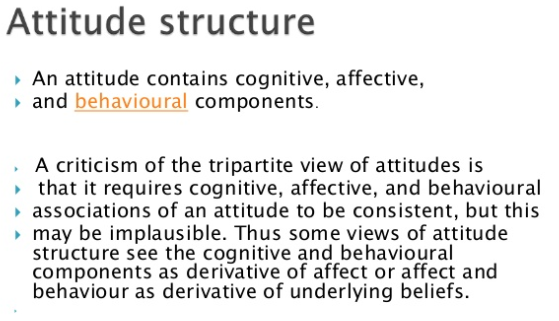 Attitude structure
An attitude contains cognitive, affective,
and behavioural components.
A criticism of the tripartite view of attitudes is
that it requires cognitive, affective, and behavioural
associations of an attitude to be consistent, but this
may be implausible. Thus some views of attitude
structure see the cognitive and behavioural
components as derivative of affect or affect and
behaviour as derivative of underlying beliefs.